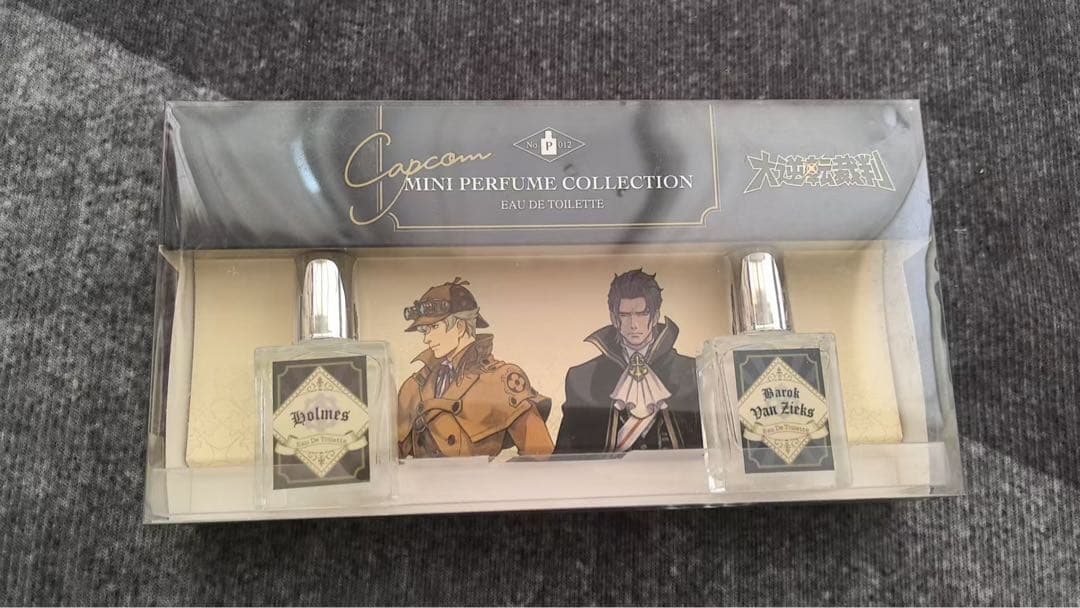 Capcom
No P 012
MINI PERFUME COLLECTION
EAU DE TOILETTE
大逆転裁判
Holmes
Eau De Toilette
Barok
Van Zieks
Eau De Toilette